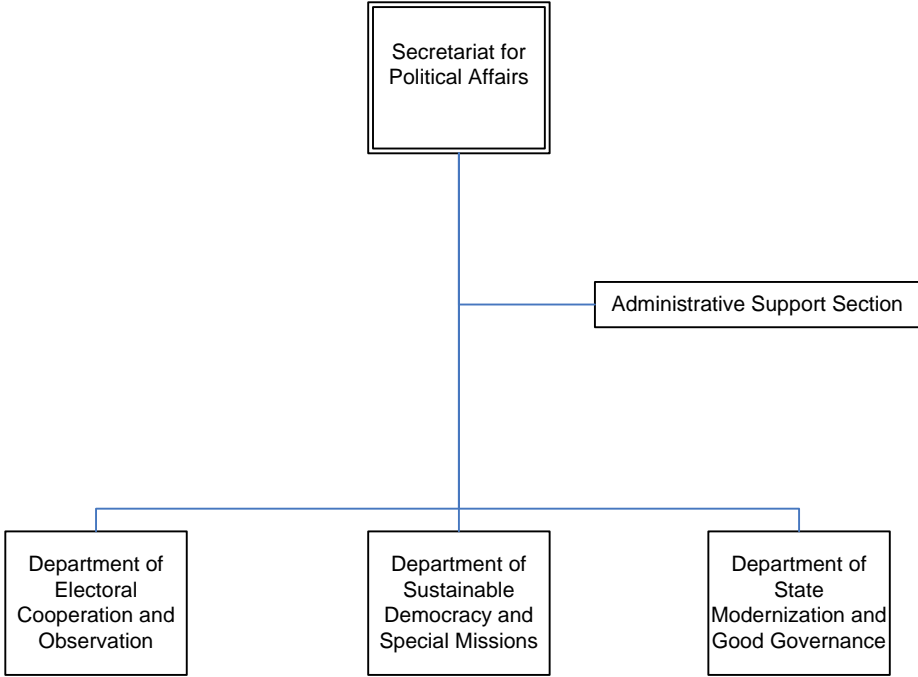 Secretariat for
Political Affairs
Administrative Support Section
Department of
Electoral
Cooperation and
Observation
Department of
Sustainable
Democracy and
Special Missions
Department of
State
Modernization and
Good Governance